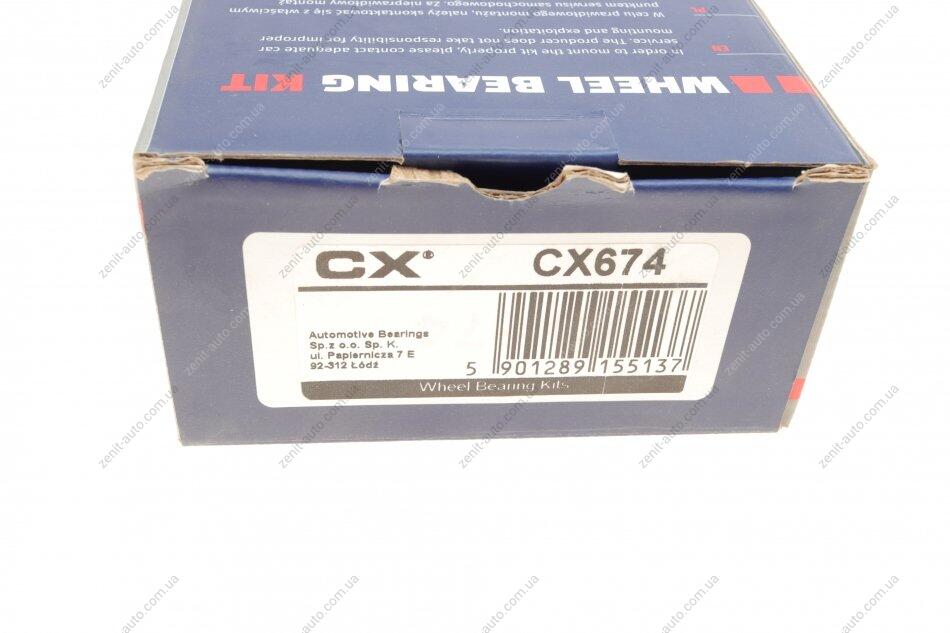 WHEEL BEARING KIT
EN
In order to mount the kit properly, please contact adequate car
service. The producer does not take responsibility for improper
mounting and exploitation.
PL
W celu prawidłowego montażu, należy skontaktować się z właściwym
punktem serwisu samochodowego. Za nieprawidłowy montaż
CX®
CX674
Automotive Bearings
Sp.z o.o. Sp. K.
ul. Papiernicza 7 E
92-312 Łódź
5 901289 155137
Wheel Bearing Kits
zenit-auto.com.ua